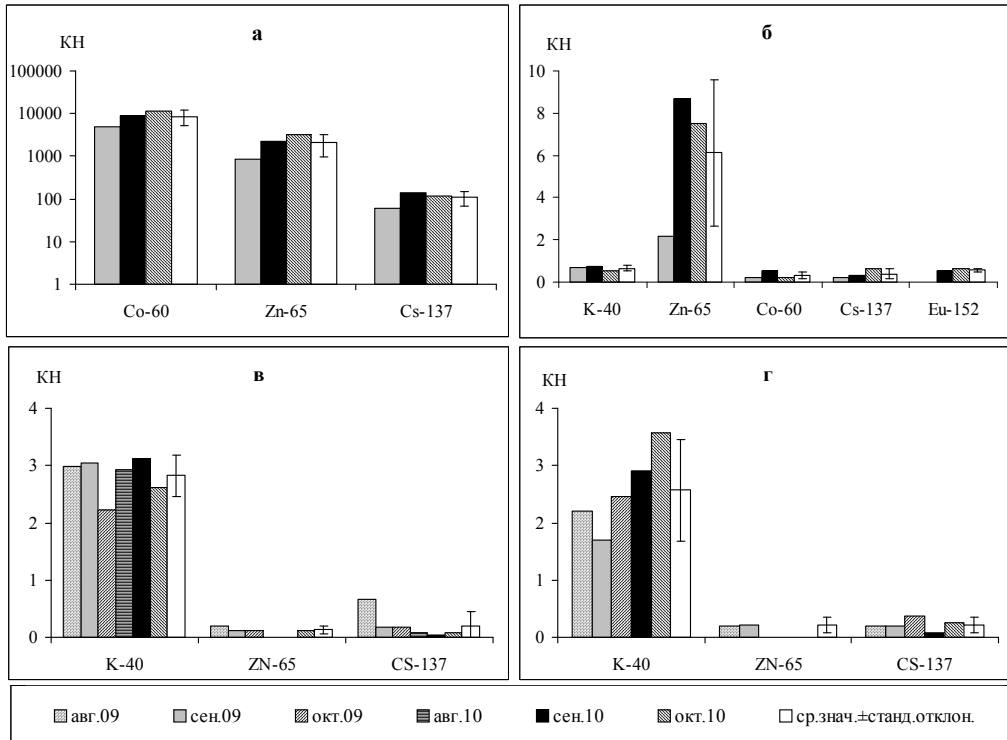 а
КН
100000
10000
1000
100
10
1
Co-60 Zn-65 Cs-137
б
КН
10
8
6
4
2
0
K-40 Zn-65 Co-60 Cs-137 Eu-152
в
КН
4
3
2
1
0
K-40 ZN-65 CS-137
г
КН
4
3
2
1
0
K-40 ZN-65 CS-137
авг.09 сен.09 окт.09 авг.10 сен.10 окт.10 ср.знач.±станд.отклон.